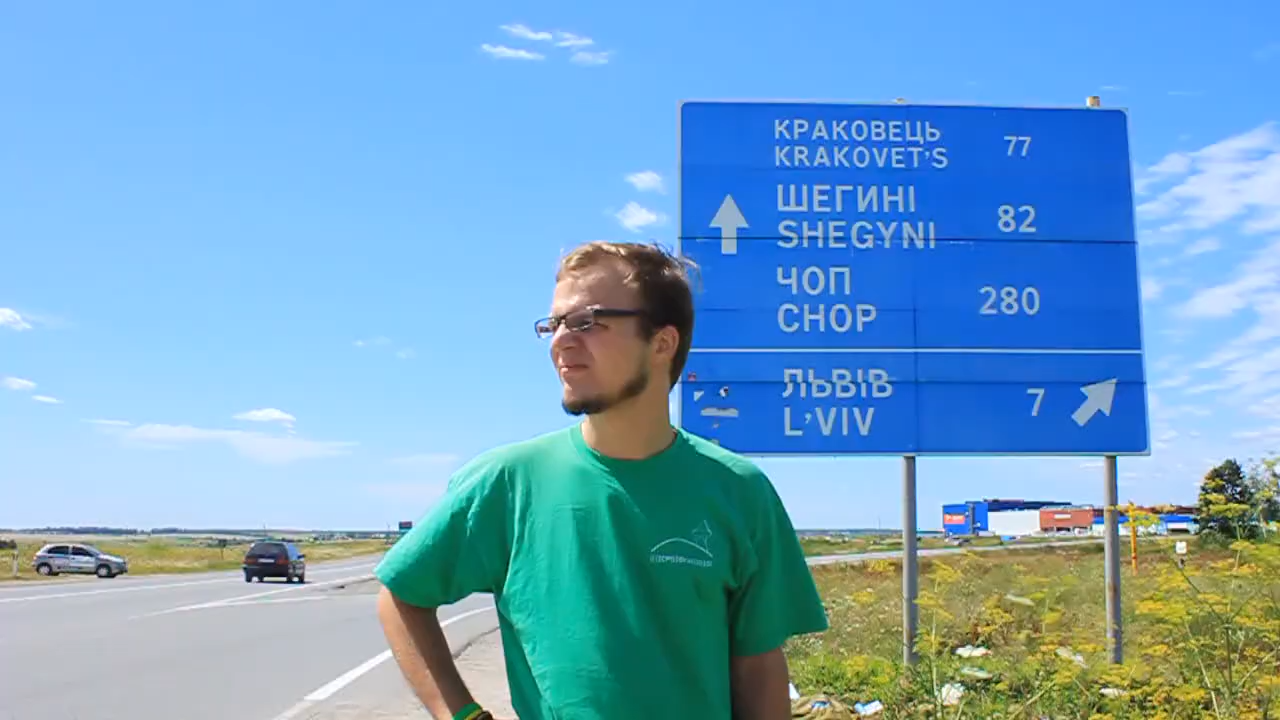 КРАКОВЕЦЬ
KRAKOVET'S 77
ШЕГИНІ
SHEGYNI 82
ЧОП
CHOP 280
ЛЬВІВ
L'VIV 7